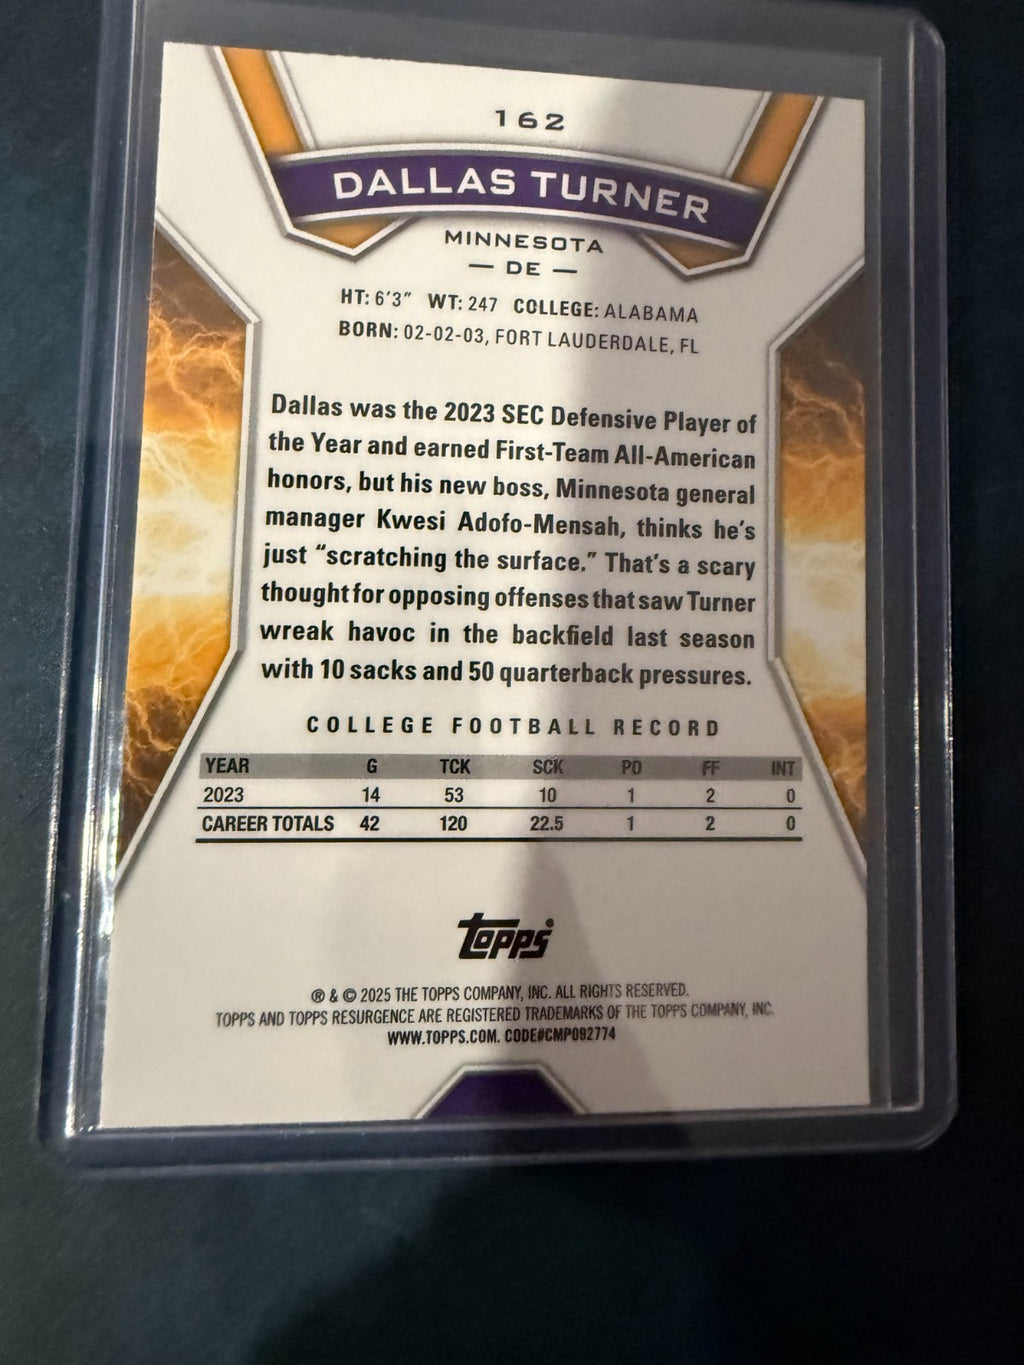 162
DALLAS TURNER
MINNESOTA
— DE —
HT: 6'3" WT: 247 COLLEGE: ALABAMA
BORN: 02-02-03, FORT LAUDERDALE, FL
Dallas was the 2023 SEC Defensive Player of
the Year and earned First-Team All-American
honors, but his new boss, Minnesota general
manager Kwesi Adofo-Mensah, thinks he's
just "scratching the surface." That's a scary
thought for opposing offenses that saw Turner
wreak havoc in the backfield last season
with 10 sacks and 50 quarterback pressures.
COLLEGE FOOTBALL RECORD
YEAR G TCK SCK PD FF INT
2023 14 53 10 1 2 0
CAREER TOTALS 42 120 22.5 1 2 0
topps
® & © 2025 THE TOPPS COMPANY, INC. ALL RIGHTS RESERVED.
TOPPS AND TOPPS RESURGENCE ARE REGISTERED TRADEMARKS OF THE TOPPS COMPANY, INC.
WWW.TOPPS.COM. CODE#CMP092774